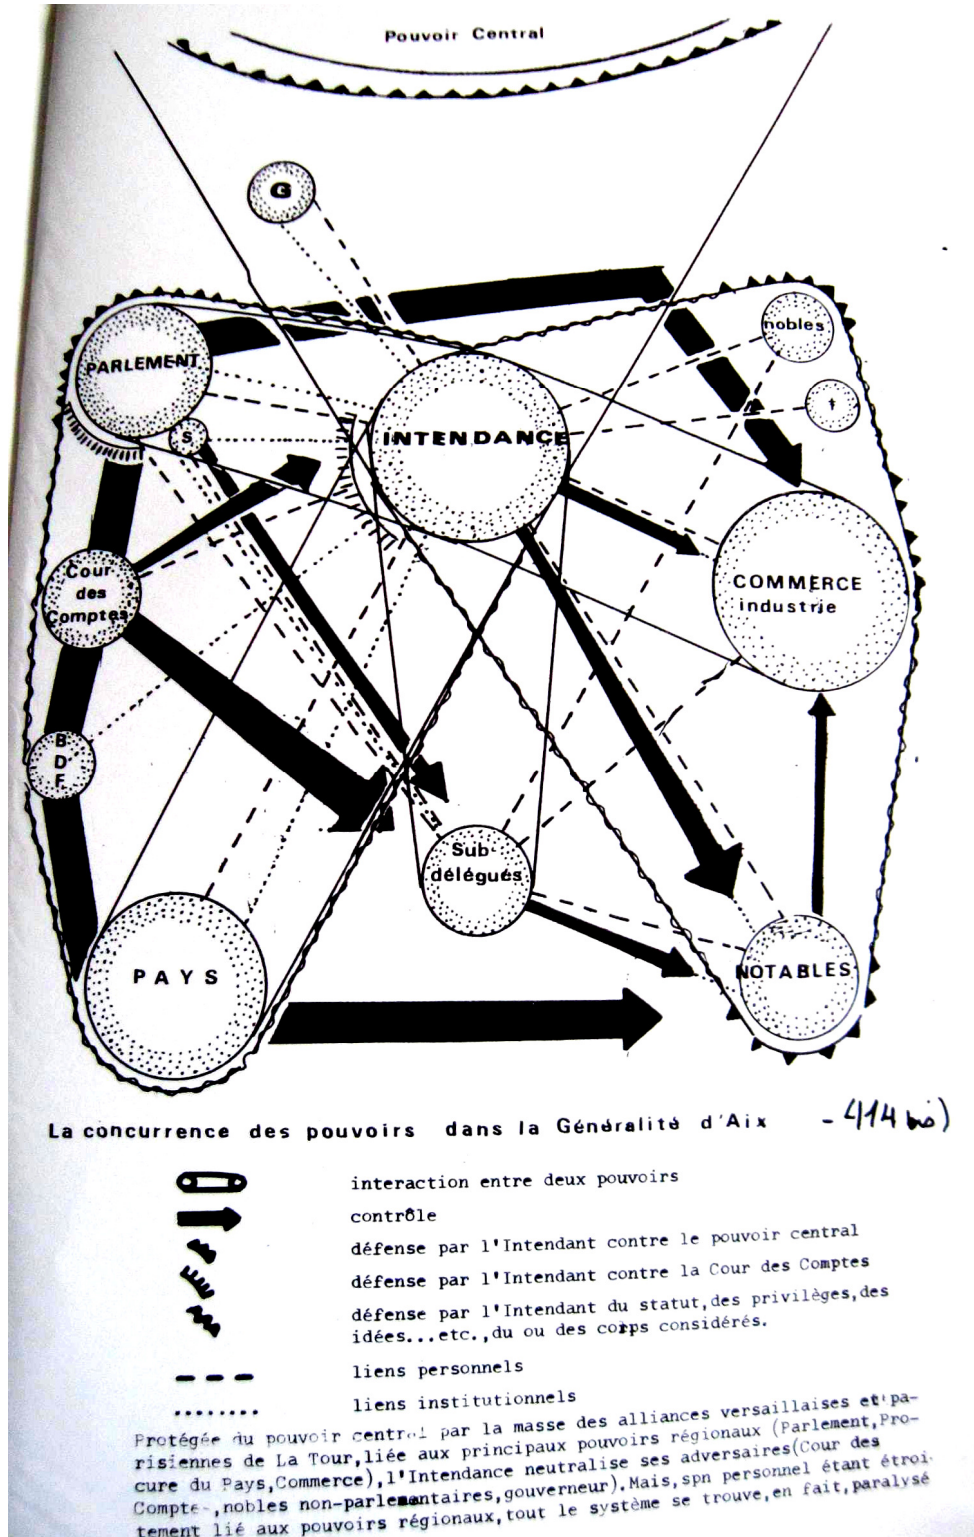 Pouvoir Central
G
PARLEMENT
nobles
†
S
INTENDANCE
COMMERCE
industrie
Cour
des
Comptes
B
D
F
Sub-
délégués
PAYS
NOTABLES
La concurrence des pouvoirs dans la Généralité d'Aix - 414 bis)
interaction entre deux pouvoirs
contrôle
défense par l'Intendant contre le pouvoir central
défense par l'Intendant contre la Cour des Comptes
défense par l'Intendant du statut,des privilèges,des
idées...etc.,du ou des corps considérés.
liens personnels
liens institutionnels
Protégée du pouvoir central par la masse des alliances versaillaises et pa-
risiennes de La Tour,liée aux principaux pouvoirs régionaux (Parlement,Pro-
cure du Pays,Commerce),l'Intendance neutralise ses adversaires(Cour des
Compte-,nobles non-parlementaires,gouverneur).Mais,spn personnel étant étroi-
tement lié aux pouvoirs régionaux,tout le système se trouve,en fait,paralysé